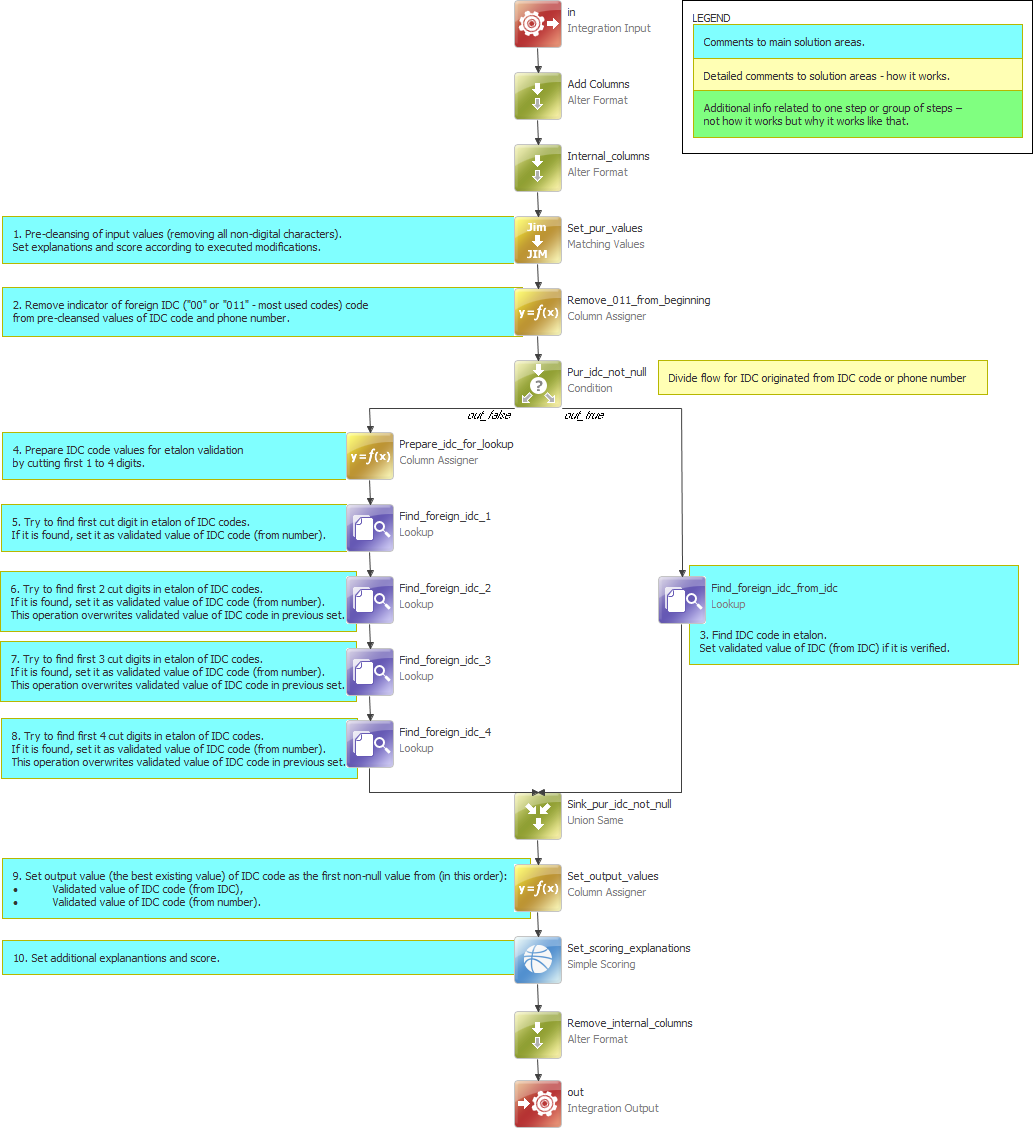 in
Integration Input
LEGEND
Comments to main solution areas.
Detailed comments to solution areas - how it works.
Additional info related to one step or group of steps –
not how it works but why it works like that.
Add Columns
Alter Format
Internal_columns
Alter Format
1. Pre-cleansing of input values (removing all non-digital characters).
Set explanations and score according to executed modifications.
Jim
JIM
Set_pur_values
Matching Values
2. Remove indicator of foreign IDC ("00" or "011" - most used codes) code
from pre-cleansed values of IDC code and phone number.
y=f(x)
Remove_011_from_beginning
Column Assigner
?
Pur_idc_not_null
Condition
Divide flow for IDC originated from IDC code or phone number
out_false
out_true
4. Prepare IDC code values for etalon validation
by cutting first 1 to 4 digits.
y=f(x)
Prepare_idc_for_lookup
Column Assigner
5. Try to find first cut digit in etalon of IDC codes.
If it is found, set it as validated value of IDC code (from number).
Find_foreign_idc_1
Lookup
6. Try to find first 2 cut digits in etalon of IDC codes.
If it is found, set it as validated value of IDC code (from number).
This operation overwrites validated value of IDC code in previous set.
Find_foreign_idc_2
Lookup
Find_foreign_idc_from_idc
Lookup
3. Find IDC code in etalon.
Set validated value of IDC (from IDC) if it is verified.
7. Try to find first 3 cut digits in etalon of IDC codes.
If it is found, set it as validated value of IDC code (from number).
This operation overwrites validated value of IDC code in previous set.
Find_foreign_idc_3
Lookup
8. Try to find first 4 cut digits in etalon of IDC codes.
If it is found, set it as validated value of IDC code (from number).
This operation overwrites validated value of IDC code in previous set.
Find_foreign_idc_4
Lookup
Sink_pur_idc_not_null
Union Same
9. Set output value (the best existing value) of IDC code as the first non-null value from (in this order):
• Validated value of IDC code (from IDC),
• Validated value of IDC code (from number).
y=f(x)
Set_output_values
Column Assigner
10. Set additional explanantions and score.
Set_scoring_explanations
Simple Scoring
Remove_internal_columns
Alter Format
out
Integration Output